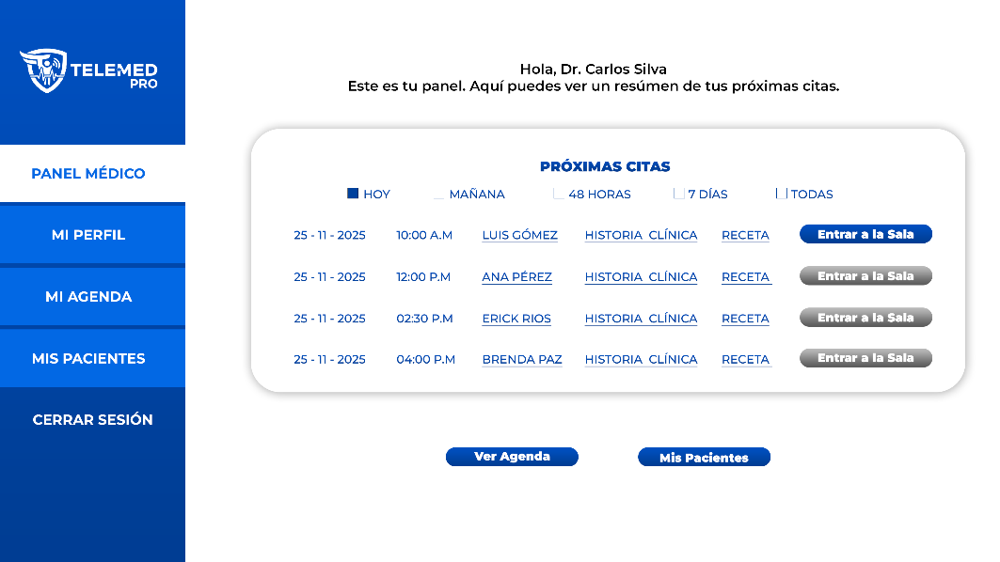 TELEMED
PRO
PANEL MÉDICO
MI PERFIL
MI AGENDA
MIS PACIENTES
CERRAR SESIÓN
Hola, Dr. Carlos Silva
Este es tu panel. Aquí puedes ver un resúmen de tus próximas citas.
PRÓXIMAS CITAS
HOY MAÑANA 48 HORAS 7 DÍAS TODAS
25 - 11 - 2025 10:00 A.M LUIS GÓMEZ HISTORIA CLÍNICA RECETA Entrar a la Sala
25 - 11 - 2025 12:00 P.M ANA PÉREZ HISTORIA CLÍNICA RECETA Entrar a la Sala
25 - 11 - 2025 02:30 P.M ERICK RIOS HISTORIA CLÍNICA RECETA Entrar a la Sala
25 - 11 - 2025 04:00 P.M BRENDA PAZ HISTORIA CLÍNICA RECETA Entrar a la Sala
Ver Agenda Mis Pacientes